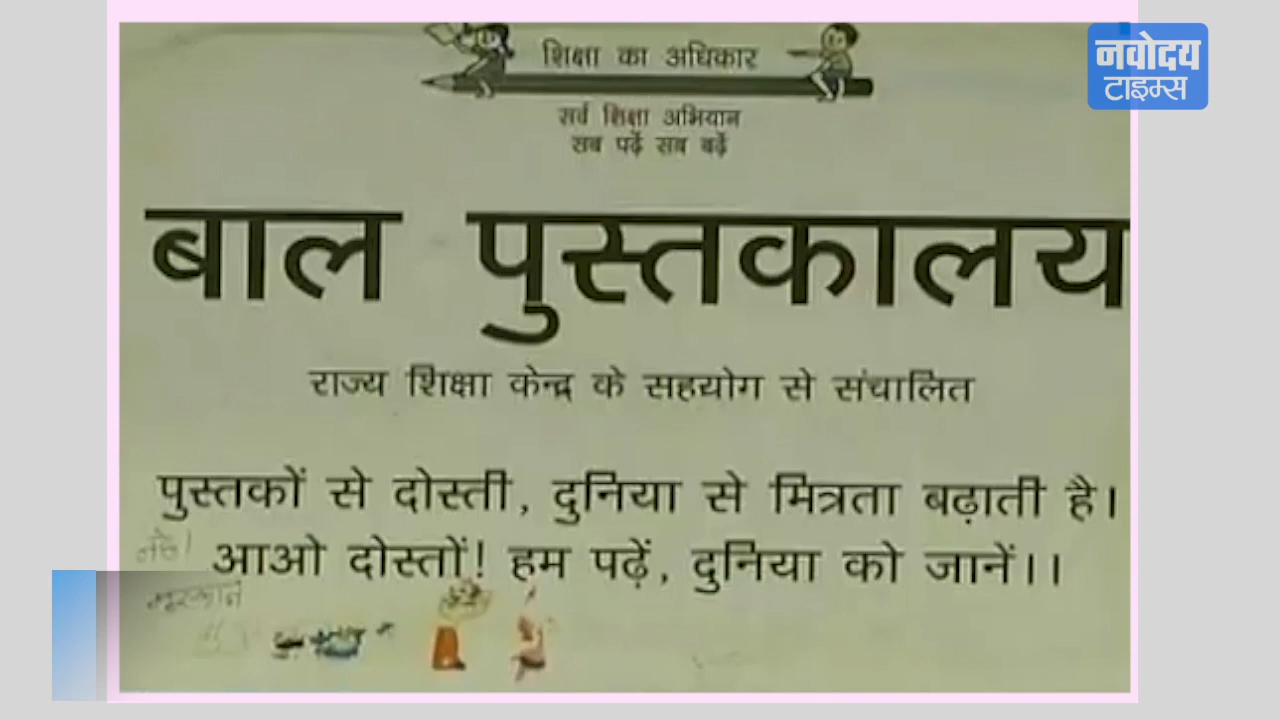 शिक्षा का अधिकार
नवोदय
टाइम्स
सर्व शिक्षा अभियान
सब पढ़ें सब बढ़ें
बाल पुस्तकालय
राज्य शिक्षा केन्द्र के सहयोग से संचालित
पुस्तकों से दोस्ती, दुनिया से मित्रता बढ़ाती है।
आओ दोस्तों! हम पढ़ें, दुनिया को जानें।।
मुस्कान